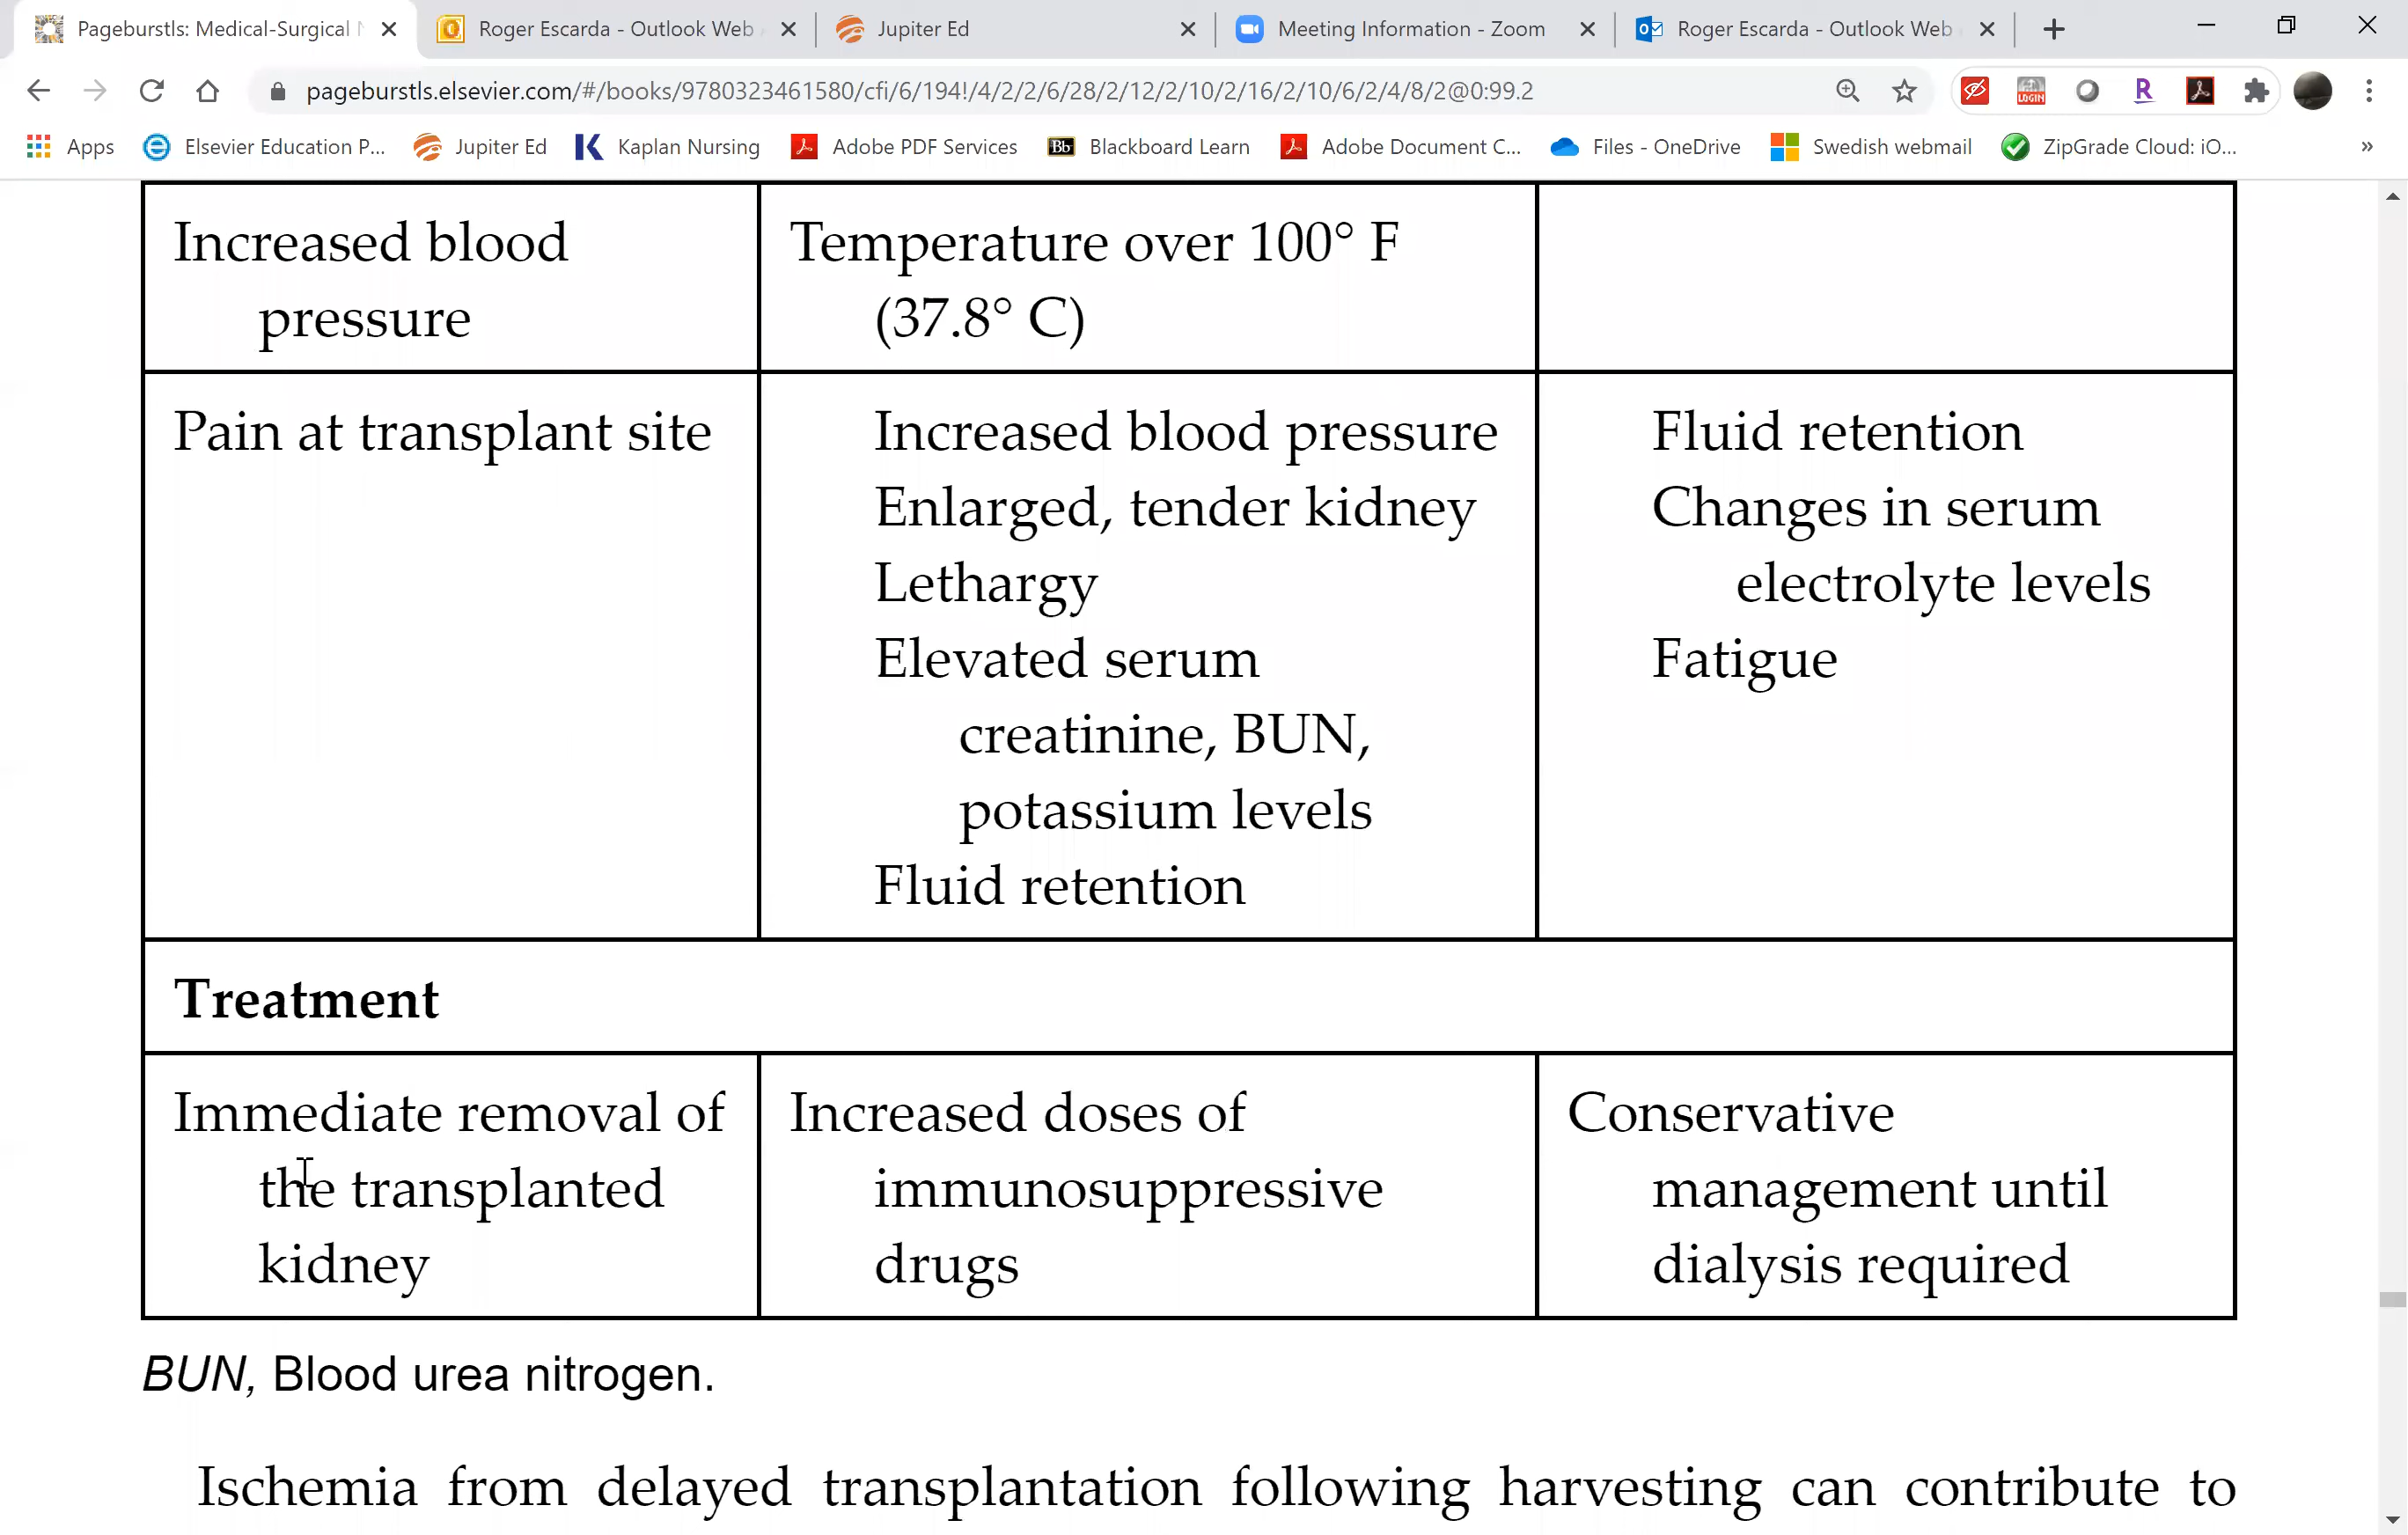 Pageburstls: Medical-Surgical
Roger Escarda - Outlook Web
Jupiter Ed
Meeting Information - Zoom
Roger Escarda - Outlook Web
pageburstls.elsevier.com/#/books/9780323461580/cfi/6/194!/4/2/2/6/28/2/12/2/10/2/16/2/10/6/2/4/8/2@0:99.2
LOGIN
R
Apps
Elsevier Education P...
Jupiter Ed
Kaplan Nursing
Adobe PDF Services
Bb
Blackboard Learn
Adobe Document C...
Files - OneDrive
Swedish webmail
ZipGrade Cloud: iO...
»
Increased blood
pressure
Temperature over 100° F
(37.8° C)
Pain at transplant site
Increased blood pressure
Enlarged, tender kidney
Lethargy
Elevated serum
creatinine, BUN,
potassium levels
Fluid retention
Fluid retention
Changes in serum
electrolyte levels
Fatigue
Treatment
Immediate removal of
the transplanted
kidney
Increased doses of
immunosuppressive
drugs
Conservative
management until
dialysis required
BUN, Blood urea nitrogen.
Ischemia from delayed transplantation following harvesting can contribute to